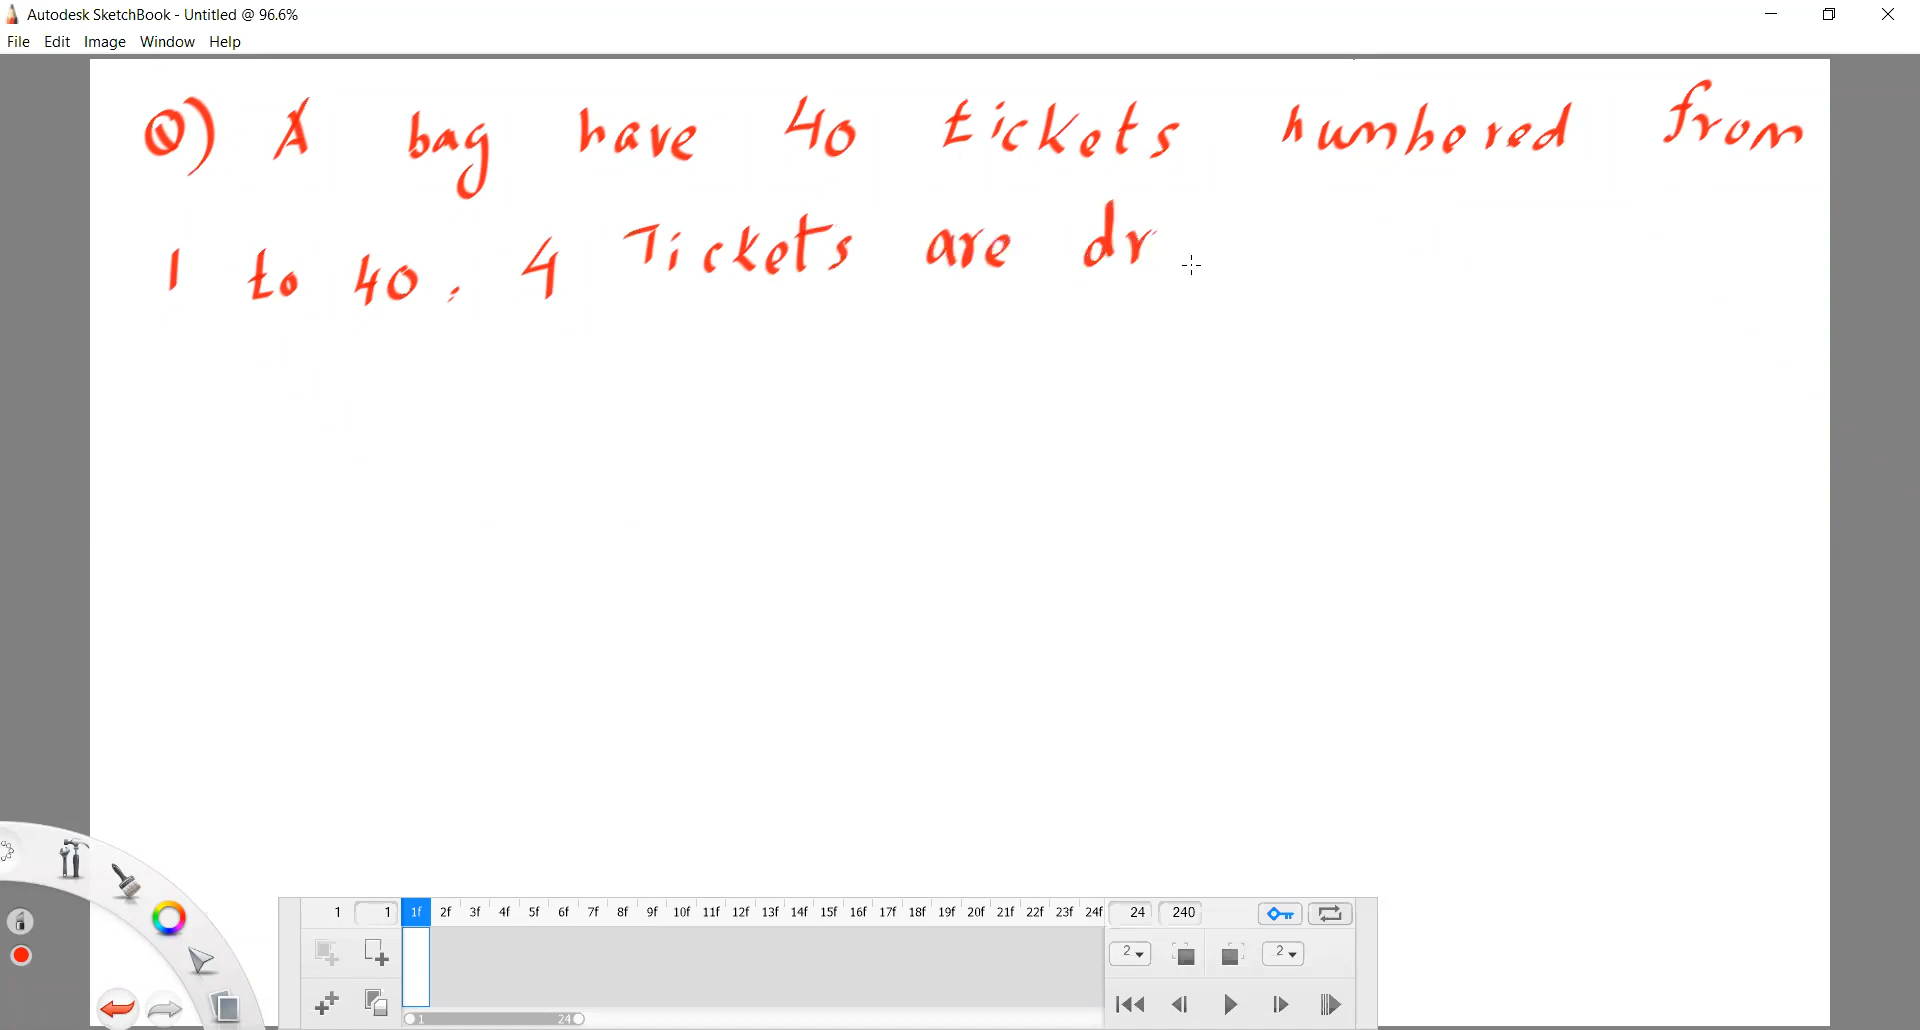 Autodesk SketchBook - Untitled @ 96.6%
File Edit Image Window Help
Q) A bag have 40 tickets numbered from
1 to 40. 4 Tickets are dr
1 1 1f 2f 3f 4f 5f 6f 7f 8f 9f 10f 11f 12f 13f 14f 15f 16f 17f 18f 19f 20f 21f 22f 23f 24f 24 240
2 2
1 24